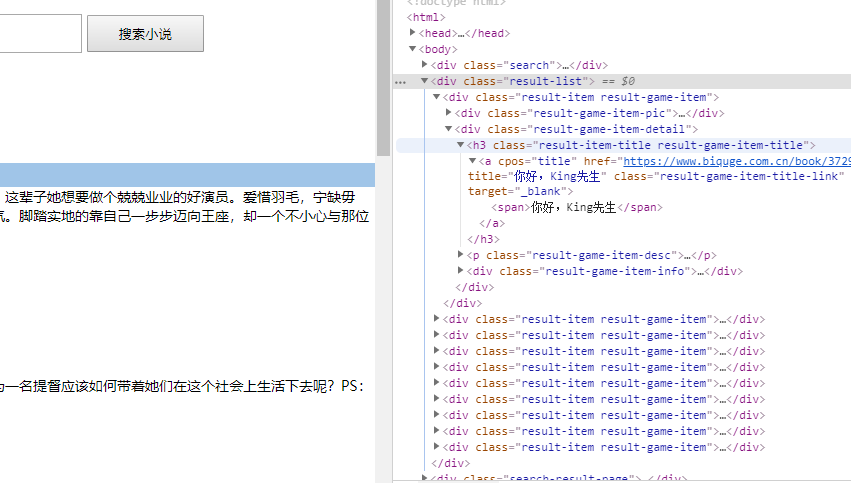 搜索小说
这辈子她想要做个兢兢业业的好演员。爱惜羽毛，宁缺毋
。脚踏实地的靠自己一步步迈向王座，却一个不小心与那位
一名提督应该如何带着她们在这个社会上生活下去呢？PS：
<!doctype html>
<html>
<head>…</head>
<body>
<div class="search">…</div>
<div class="result-list"> == $0
<div class="result-item result-game-item">
<div class="result-game-item-pic">…</div>
<div class="result-game-item-detail">
<h3 class="result-item-title result-game-item-title">
<a cpos="title" href="https://www.biquge.com.cn/book/3729
title="你好，King先生" class="result-game-item-title-link"
target="_blank">
<span>你好，King先生</span>
</a>
</h3>
<p class="result-game-item-desc">…</p>
<div class="result-game-item-info">…</div>
</div>
</div>
<div class="result-item result-game-item">…</div>
<div class="result-item result-game-item">…</div>
<div class="result-item result-game-item">…</div>
<div class="result-item result-game-item">…</div>
<div class="result-item result-game-item">…</div>
<div class="result-item result-game-item">…</div>
<div class="result-item result-game-item">…</div>
<div class="result-item result-game-item">…</div>
<div class="result-item result-game-item">…</div>
</div>
<div class="search-result-page">…</div>